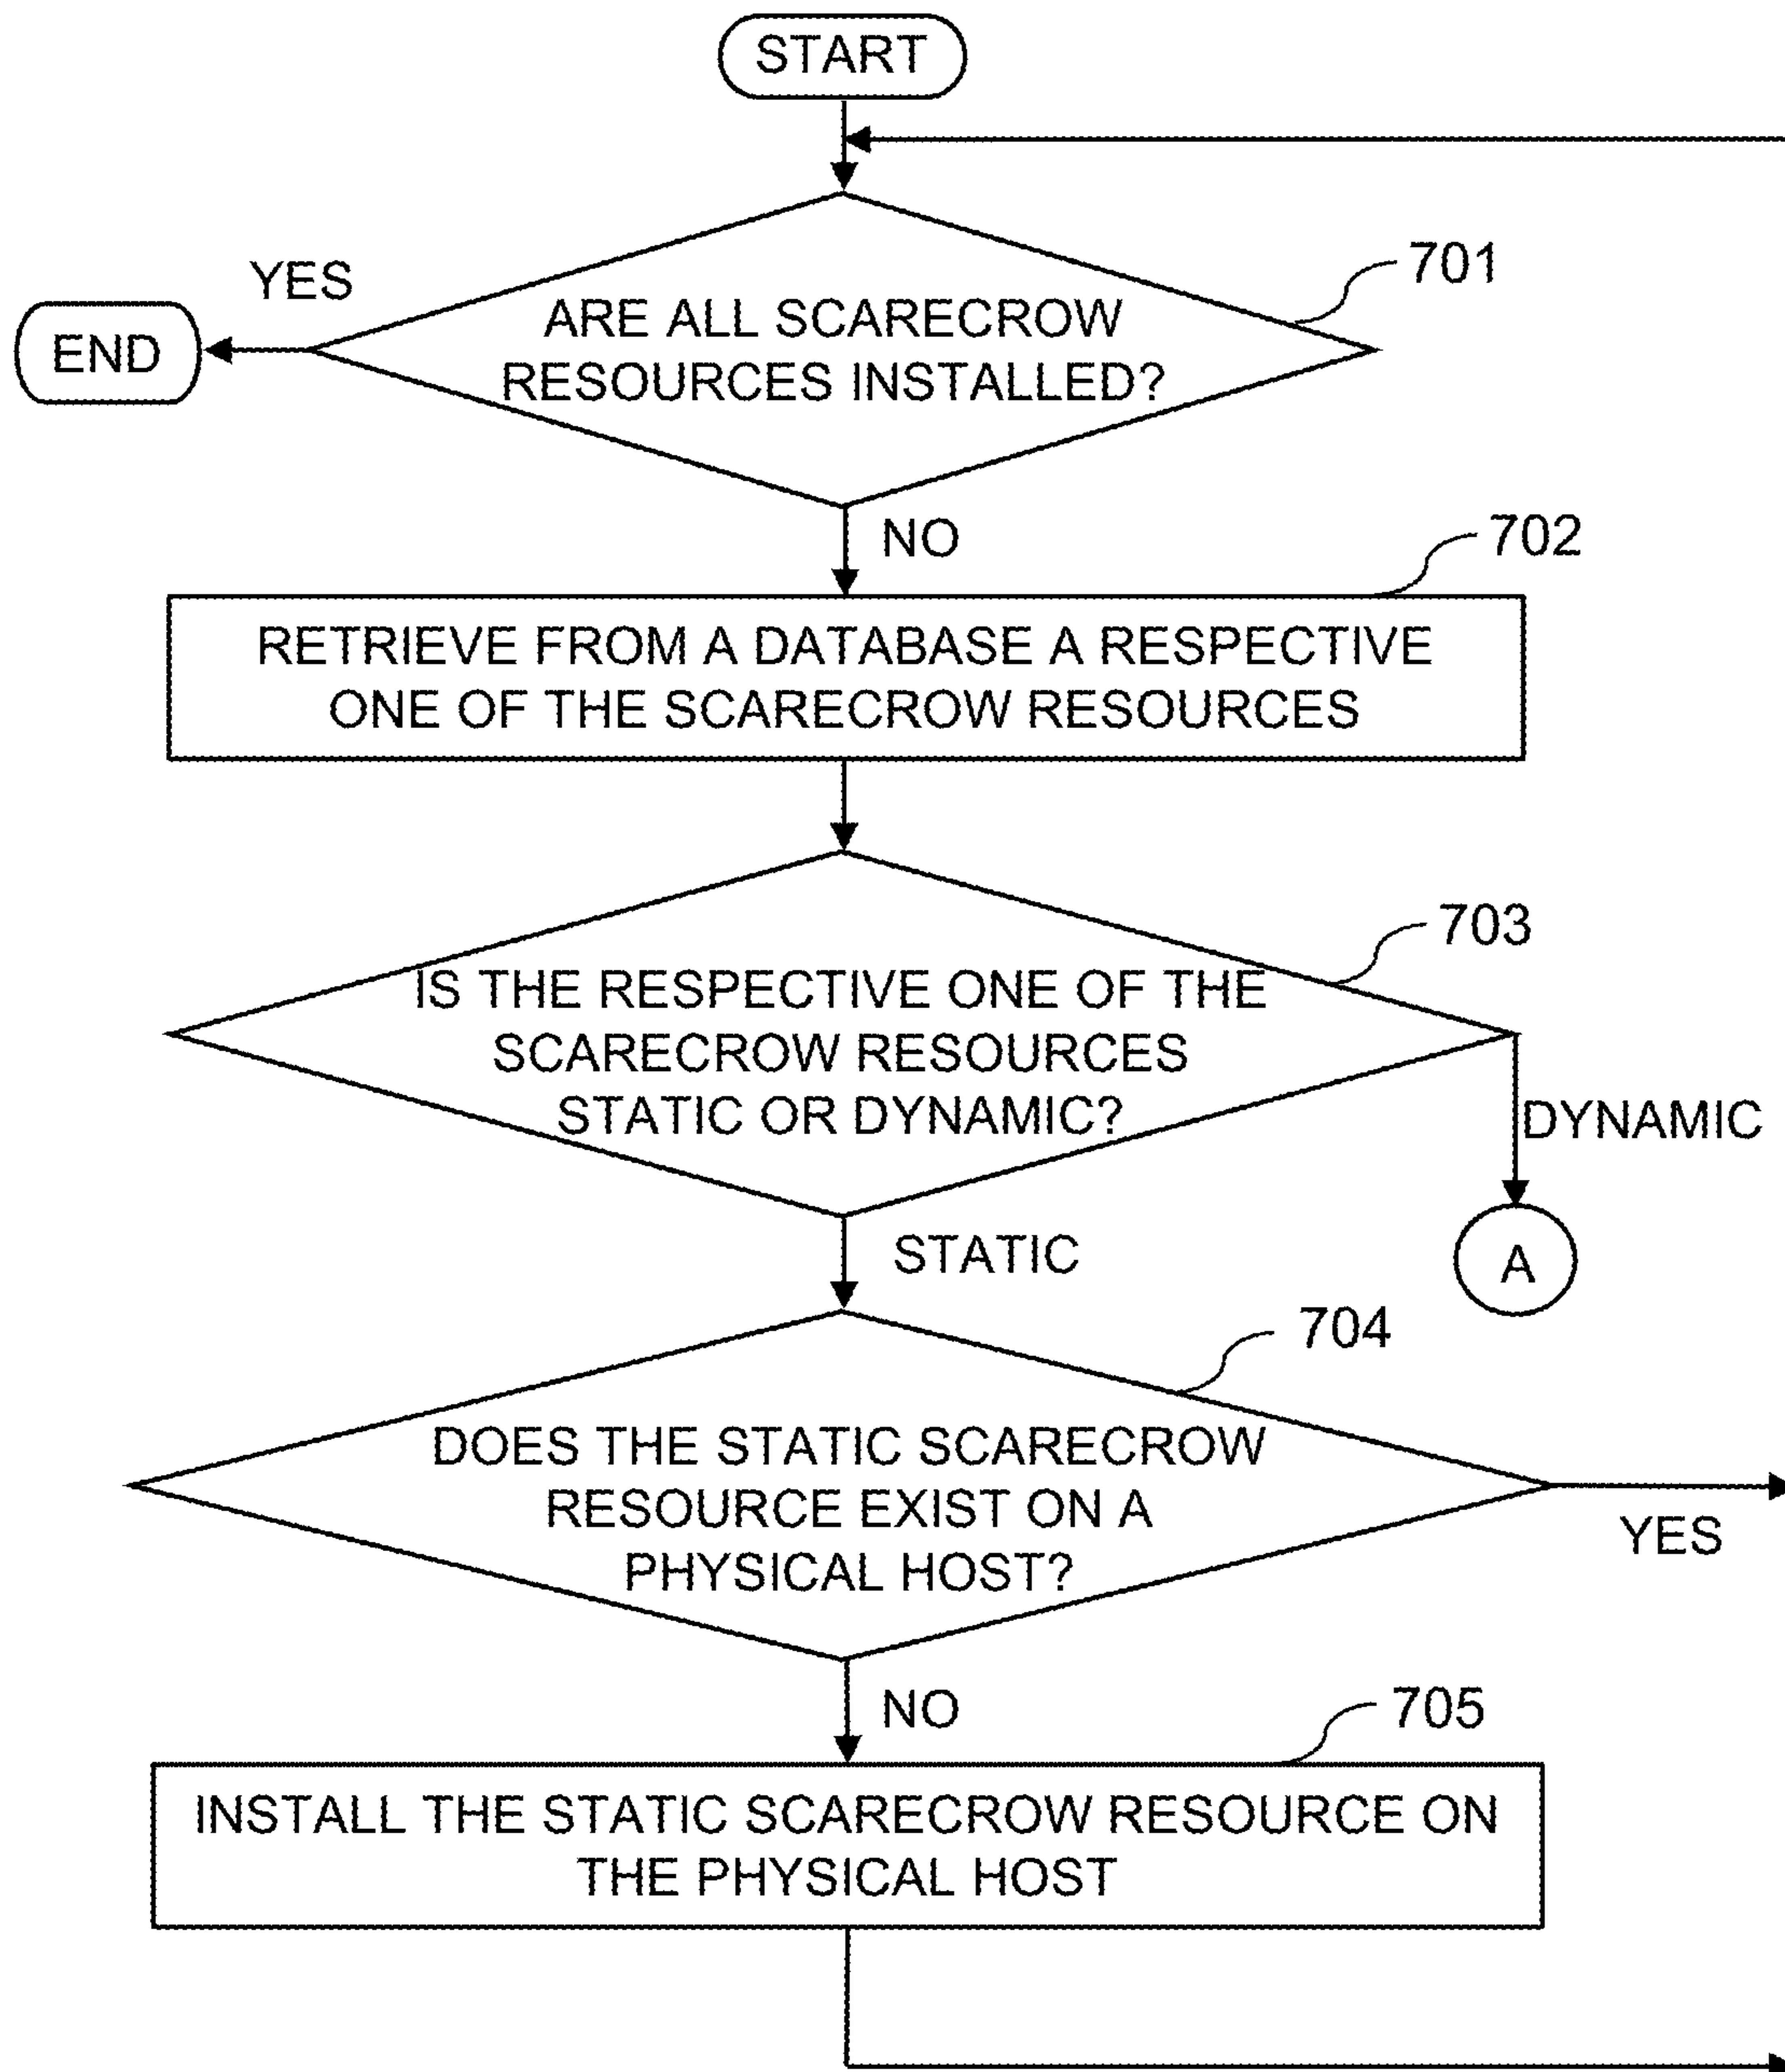 START
YES
701
ARE ALL SCARECROW
RESOURCES INSTALLED?
END
NO
702
RETRIEVE FROM A DATABASE A RESPECTIVE
ONE OF THE SCARECROW RESOURCES
703
IS THE RESPECTIVE ONE OF THE
SCARECROW RESOURCES
STATIC OR DYNAMIC?
DYNAMIC
STATIC
A
704
DOES THE STATIC SCARECROW
RESOURCE EXIST ON A
PHYSICAL HOST?
YES
NO
705
INSTALL THE STATIC SCARECROW RESOURCE ON
THE PHYSICAL HOST